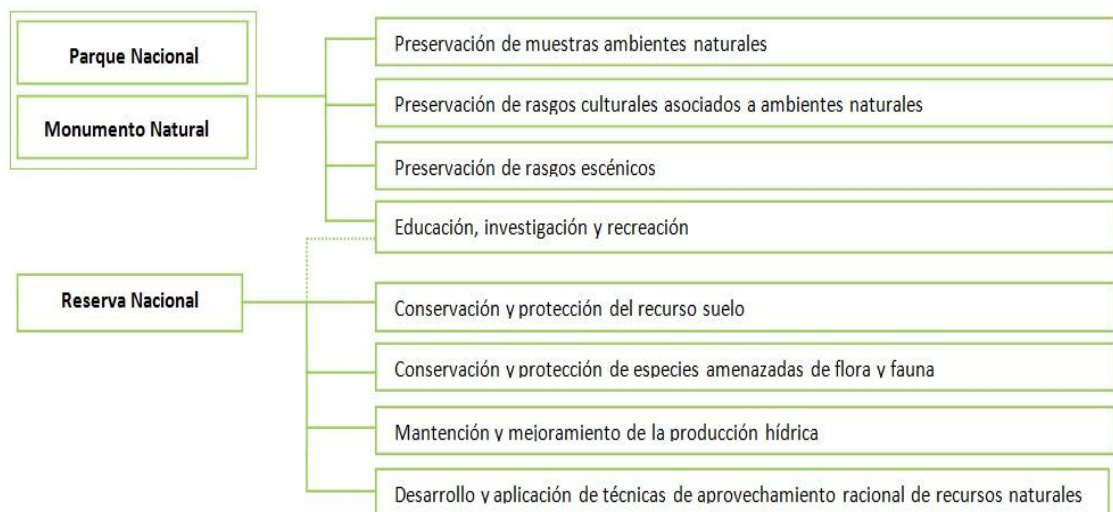 Parque Nacional
Monumento Natural
Preservación de muestras ambientes naturales
Preservación de rasgos culturales asociados a ambientes naturales
Preservación de rasgos escénicos
Educación, investigación y recreación
Reserva Nacional
Conservación y protección del recurso suelo
Conservación y protección de especies amenazadas de flora y fauna
Mantención y mejoramiento de la producción hídrica
Desarrollo y aplicación de técnicas de aprovechamiento racional de recursos naturales